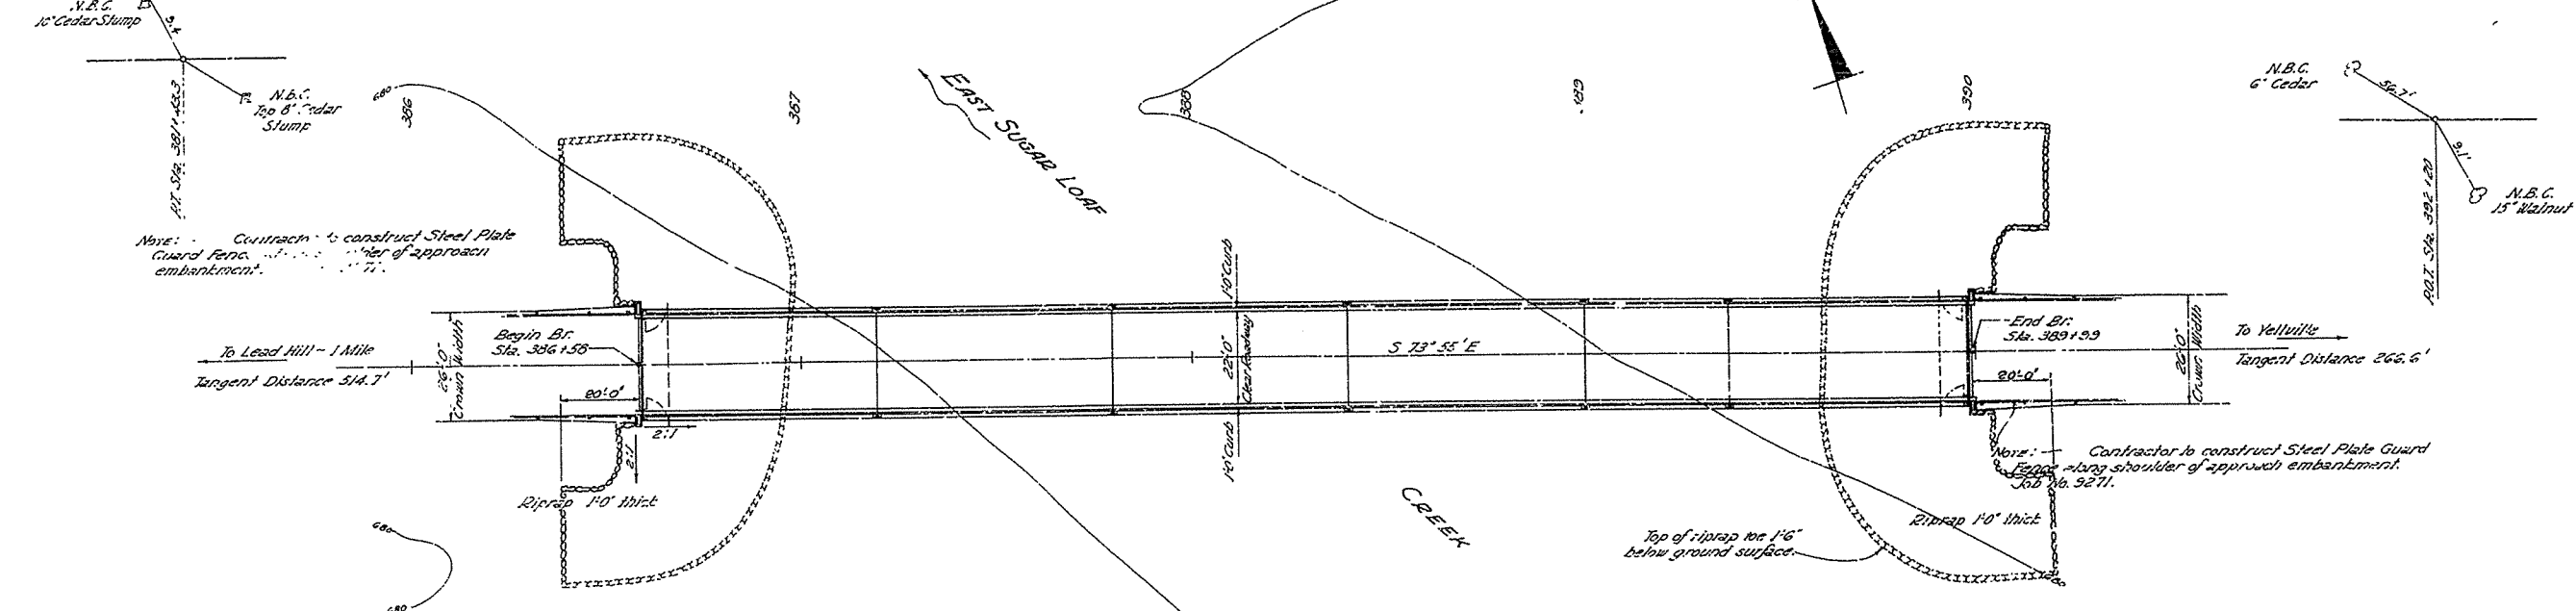 N.B.C.
10" Cedar Stump
9.4
N.B.C.
Top 8" Cedar
Stump
P.T. Sta. 381+43.3
680
386
387
388
389
390
EAST SUGAR LOAF
CREEK
N.B.C.
6" Cedar
56.7'
9.1'
N.B.C.
15" Walnut
P.O.T. Sta. 392+20
NOTE: Contractor to construct Steel Plate
Guard Fence of approach
embankment.
To Lead Hill - 1 Mile
Tangent Distance 514.7'
26'-0"
Crown Width
Begin Br.
Sta. 386+58
20'-0"
2:1
2:1
Riprap 1'-0" thick
680
680
1'-0" Curb
22'-0"
Clear Roadway
1'-0" Curb
S 73° 55' E
End Br.
Sta. 389+99
20'-0"
26'-0"
Crown Width
To Yellville
Tangent Distance 266.6'
NOTE: Contractor to construct Steel Plate Guard
Fence along shoulder of approach embankment.
Job No. 9271.
Riprap 1'-0" thick
Top of riprap toe 1'-6"
below ground surface.